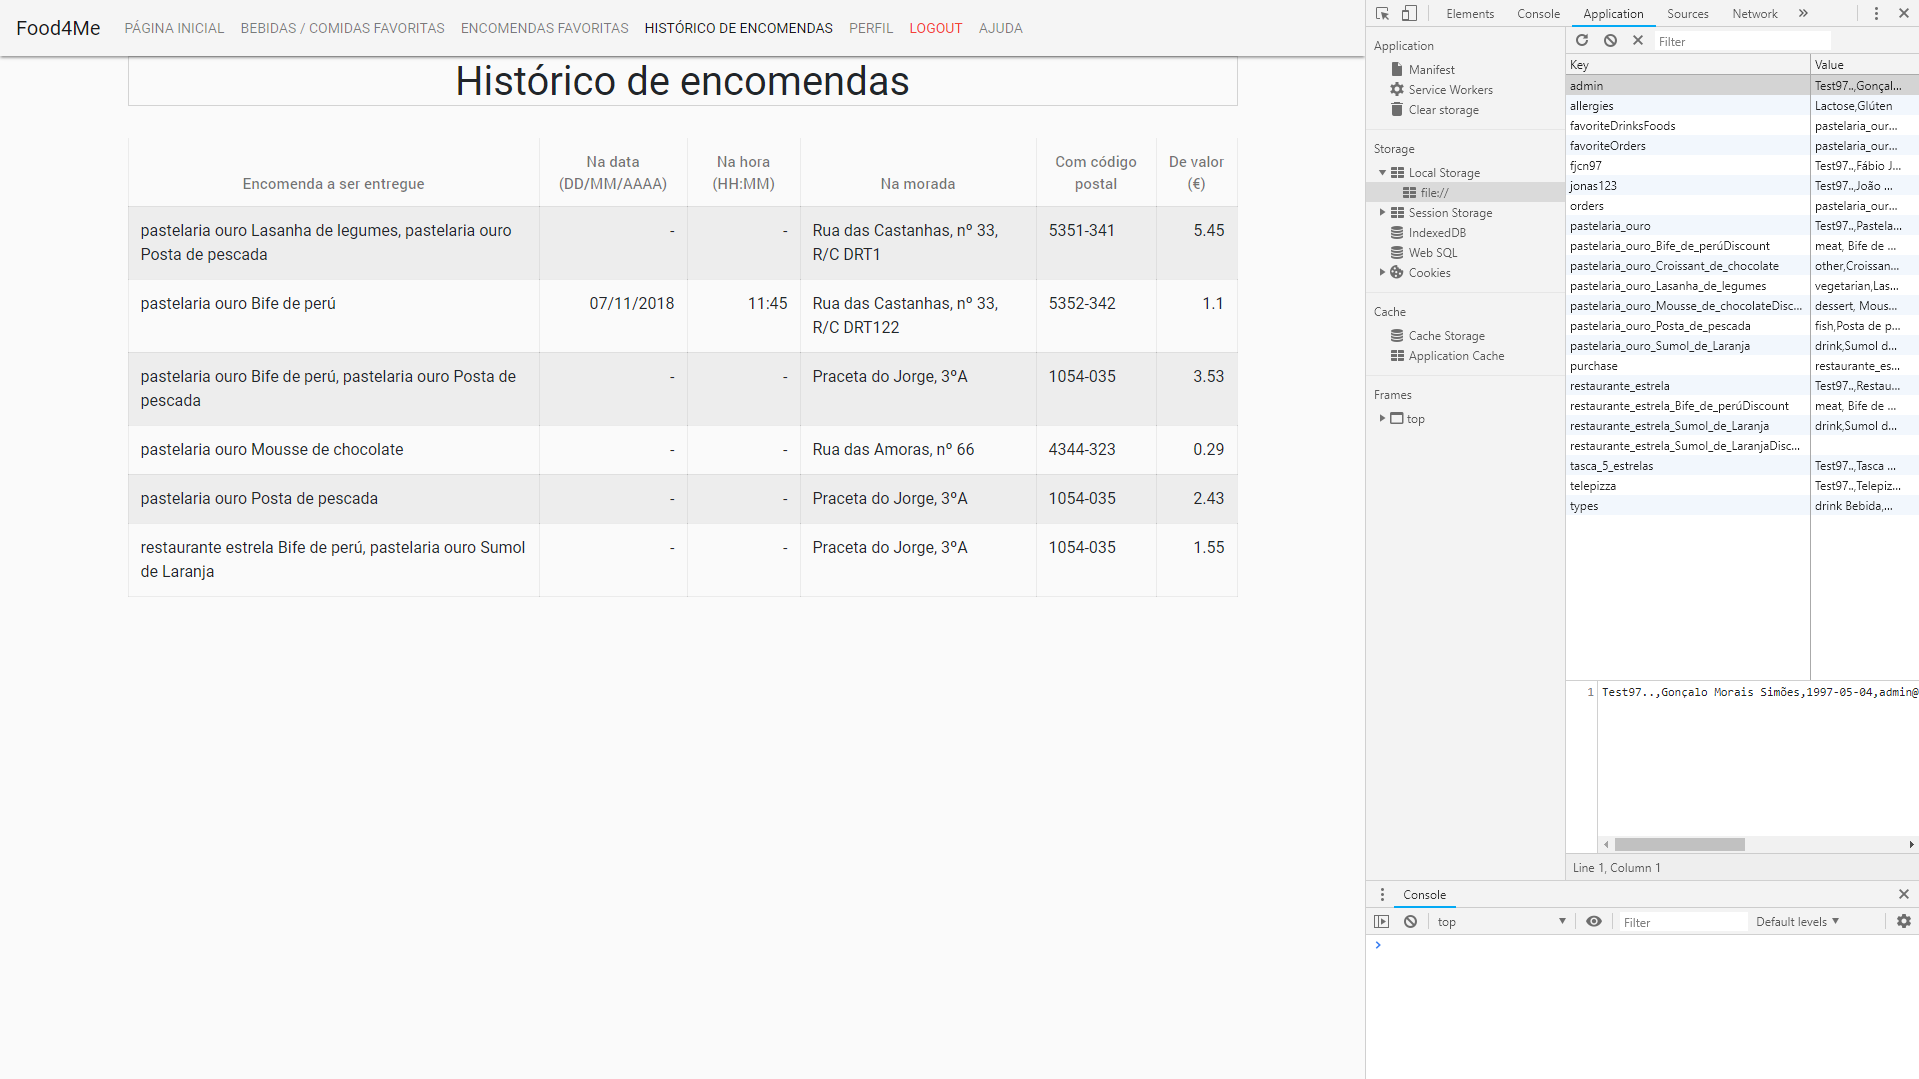 Food4Me PÁGINA INICIAL BEBIDAS / COMIDAS FAVORITAS ENCOMENDAS FAVORITAS HISTÓRICO DE ENCOMENDAS PERFIL LOGOUT AJUDA
Histórico de encomendas
Encomenda a ser entregue
Na data
(DD/MM/AAAA)
Na hora
(HH:MM)
Na morada
Com código
postal
De valor
(€)
pastelaria ouro Lasanha de legumes, pastelaria ouro
Posta de pescada
-
-
Rua das Castanhas, nº 33,
R/C DRT1
5351-341
5.45
pastelaria ouro Bife de perú
07/11/2018
11:45
Rua das Castanhas, nº 33,
R/C DRT122
5352-342
1.1
pastelaria ouro Bife de perú, pastelaria ouro Posta de
pescada
-
-
Praceta do Jorge, 3ºA
1054-035
3.53
pastelaria ouro Mousse de chocolate
-
-
Rua das Amoras, nº 66
4344-323
0.29
pastelaria ouro Posta de pescada
-
-
Praceta do Jorge, 3ºA
1054-035
2.43
restaurante estrela Bife de perú, pastelaria ouro Sumol
de Laranja
-
-
Praceta do Jorge, 3ºA
1054-035
1.55
Elements Console Application Sources Network »
Application
Manifest
Service Workers
Clear storage
Storage
Local Storage
file://
Session Storage
IndexedDB
Web SQL
Cookies
Cache
Cache Storage
Application Cache
Frames
top
Filter
Key Value
admin Test97..,Gonçal...
allergies Lactose,Glúten
favoriteDrinksFoods pastelaria_our...
favoriteOrders pastelaria_our...
fjcn97 Test97..,Fábio J...
jonas123 Test97..,João ...
orders pastelaria_our...
pastelaria_ouro Test97..,Pastela...
pastelaria_ouro_Bife_de_perúDiscount meat, Bife de ...
pastelaria_ouro_Croissant_de_chocolate other,Croissan...
pastelaria_ouro_Lasanha_de_legumes vegetarian,Las...
pastelaria_ouro_Mousse_de_chocolateDisc... dessert, Mous...
pastelaria_ouro_Posta_de_pescada fish,Posta de p...
pastelaria_ouro_Sumol_de_Laranja drink,Sumol d...
purchase restaurante_es...
restaurante_estrela Test97..,Restau...
restaurante_estrela_Bife_de_perúDiscount meat, Bife de ...
restaurante_estrela_Sumol_de_Laranja drink,Sumol d...
restaurante_estrela_Sumol_de_LaranjaDisc...
tasca_5_estrelas Test97..,Tasca ...
telepizza Test97..,Telepiz...
types drink Bebida,...
1 Test97..,Gonçalo Morais Simões,1997-05-04,admin@
Line 1, Column 1
Console
top Filter Default levels